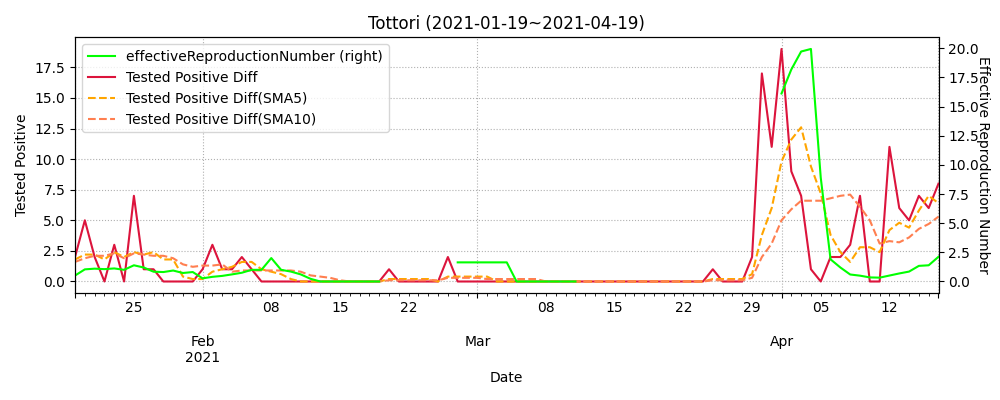 Tottori (2021-01-19~2021-04-19)
effectiveReproductionNumber (right)
Tested Positive Diff
Tested Positive Diff(SMA5)
Tested Positive Diff(SMA10)
Tested Positive
17.5
15.0
12.5
10.0
7.5
5.0
2.5
0.0
20.0
17.5
15.0
12.5
10.0
7.5
5.0
2.5
0.0
Effective Reproduction Number
25 08 15 22 08 15 22 29 05 12
Feb Mar Apr
2021
Date